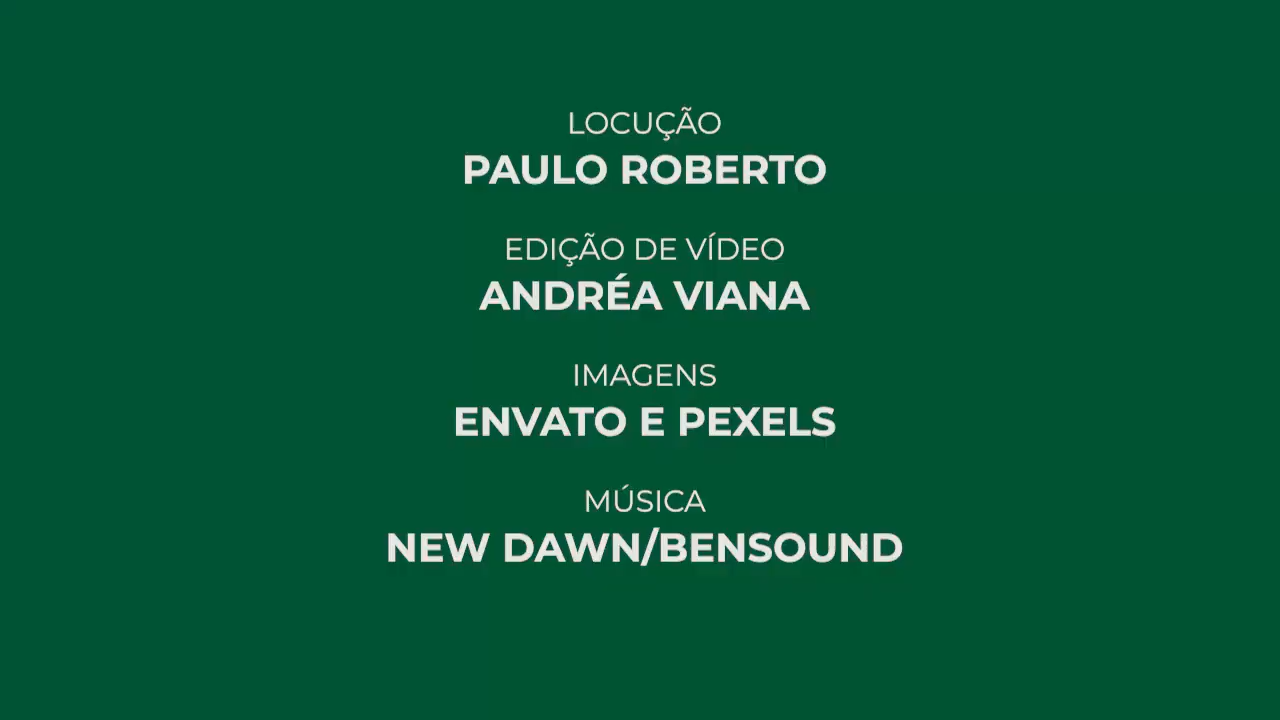 LOCUÇÃO
PAULO ROBERTO
EDIÇÃO DE VÍDEO
ANDRÉA VIANA
IMAGENS
ENVATO E PEXELS
MÚSICA
NEW DAWN/BENSOUND